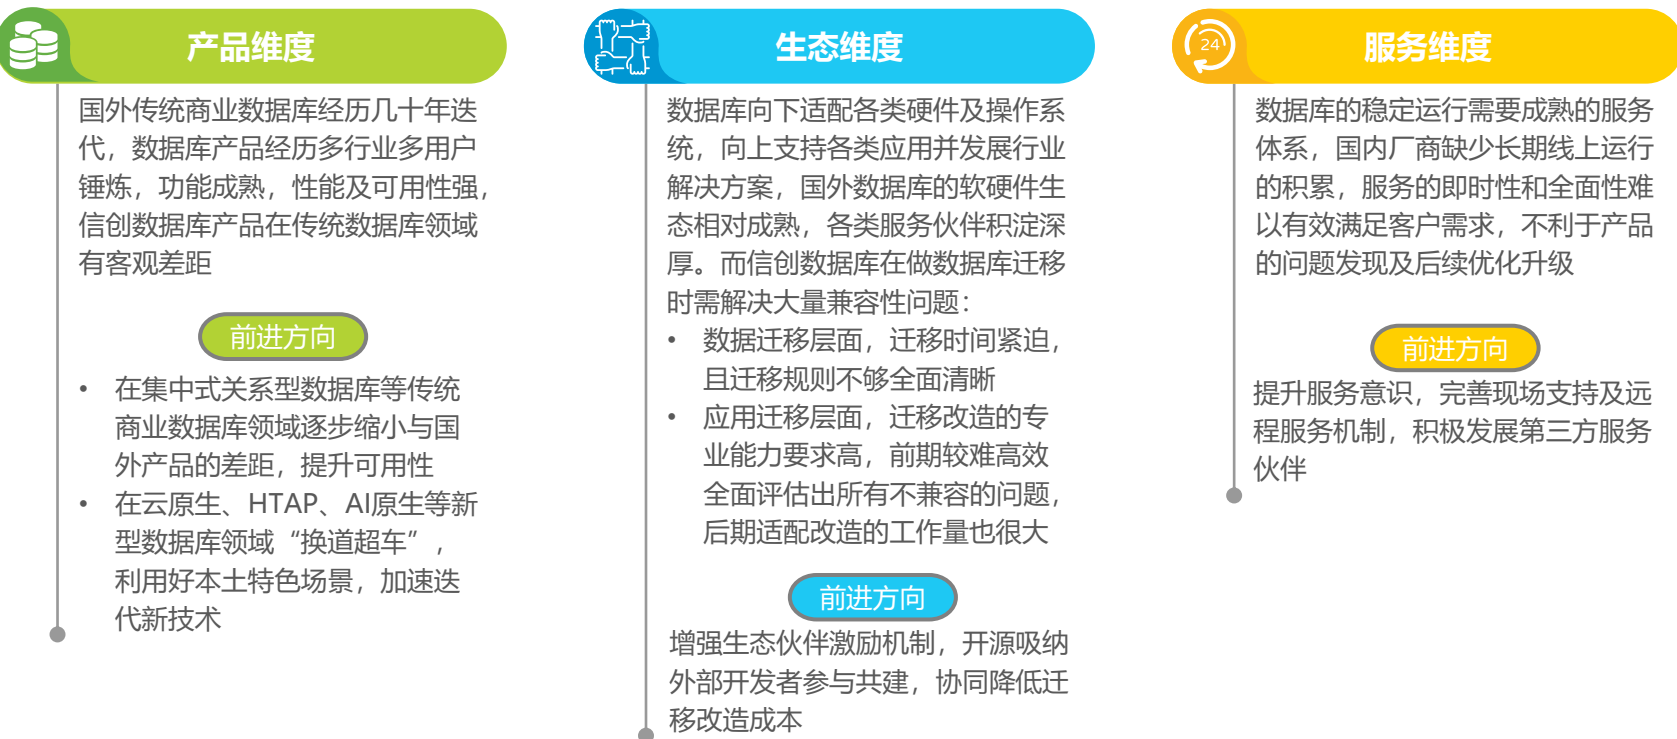 产品维度
国外传统商业数据库经历几十年迭
代，数据库产品经历多行业多用户
锤炼，功能成熟，性能及可用性强，
信创数据库产品在传统数据库领域
有客观差距
前进方向
• 在集中式关系型数据库等传统
商业数据库领域逐步缩小与国
外产品的差距，提升可用性
• 在云原生、HTAP、AI原生等新
型数据库领域“换道超车”，
利用好本土特色场景，加速迭
代新技术
生态维度
数据库向下适配各类硬件及操作系
统，向上支持各类应用并发展行业
解决方案，国外数据库的软硬件生
态相对成熟，各类服务伙伴积淀深
厚。而信创数据库在做数据库迁移
时需解决大量兼容性问题：
• 数据迁移层面，迁移时间紧迫，
且迁移规则不够全面清晰
• 应用迁移层面，迁移改造的专
业能力要求高，前期较难高效
全面评估出所有不兼容的问题，
后期适配改造的工作量也很大
前进方向
增强生态伙伴激励机制，开源吸纳
外部开发者参与共建，协同降低迁
移改造成本
24
服务维度
数据库的稳定运行需要成熟的服务
体系，国内厂商缺少长期线上运行
的积累，服务的即时性和全面性难
以有效满足客户需求，不利于产品
的问题发现及后续优化升级
前进方向
提升服务意识，完善现场支持及远
程服务机制，积极发展第三方服务
伙伴